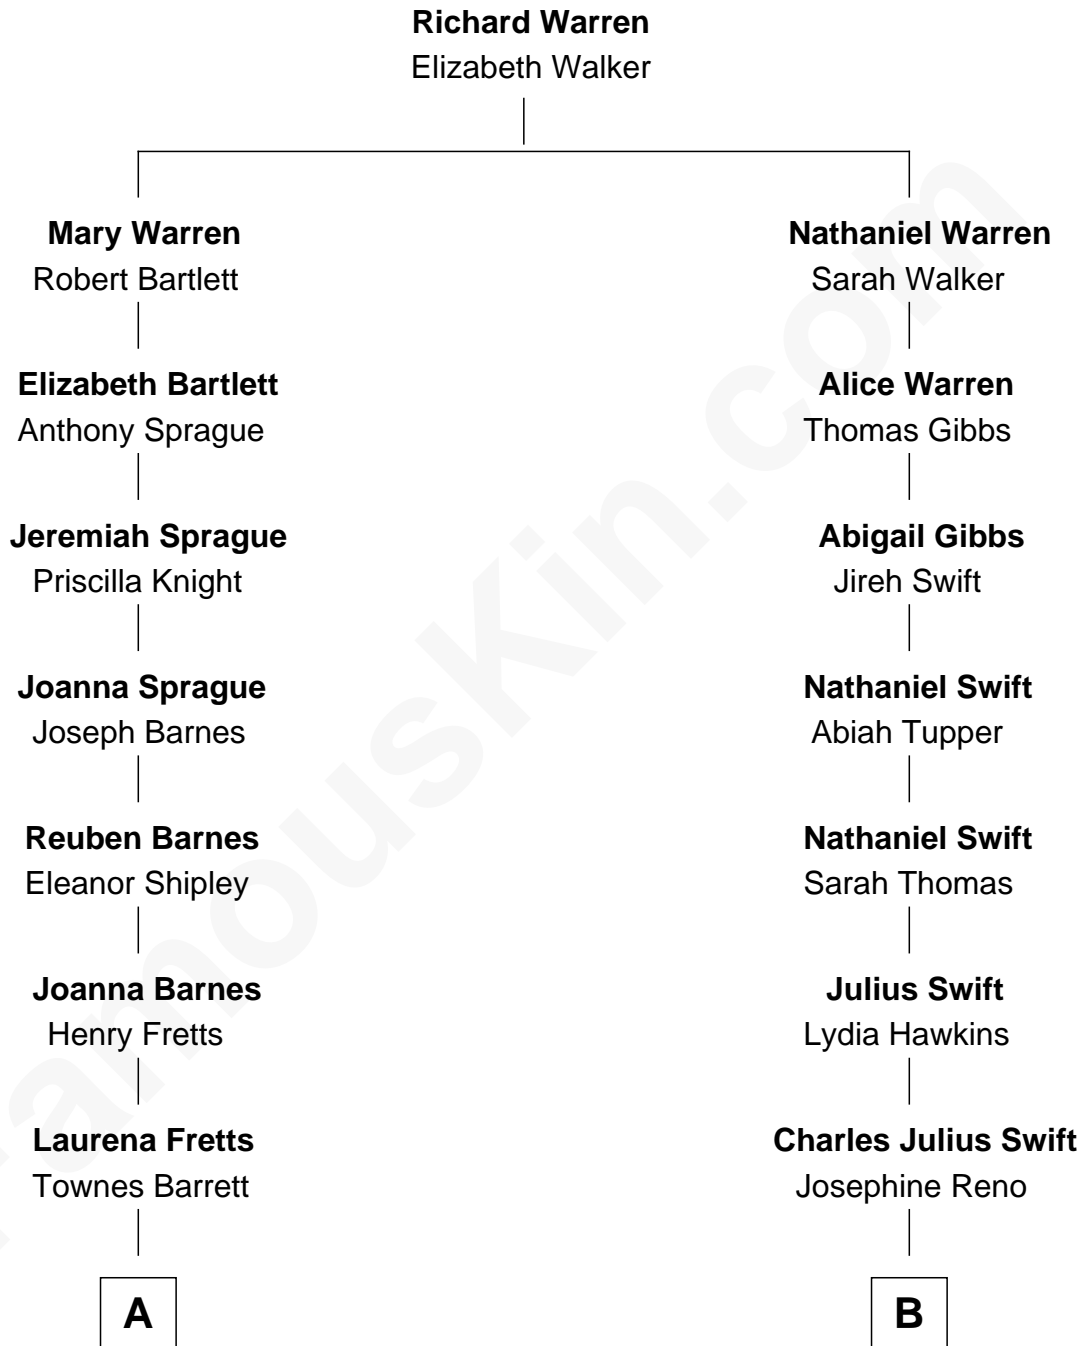 Richard Warren
Elizabeth Walker
Mary Warren
Robert Bartlett
Elizabeth Bartlett
Anthony Sprague
Jeremiah Sprague
Priscilla Knight
Joanna Sprague
Joseph Barnes
Reuben Barnes
Eleanor Shipley
Joanna Barnes
Henry Fretts
Laurena Fretts
Townes Barrett
A
Nathaniel Warren
Sarah Walker
Alice Warren
Thomas Gibbs
Abigail Gibbs
Jireh Swift
Nathaniel Swift
Abiah Tupper
Nathaniel Swift
Sarah Thomas
Julius Swift
Lydia Hawkins
Charles Julius Swift
Josephine Reno
B
FamousKin.com